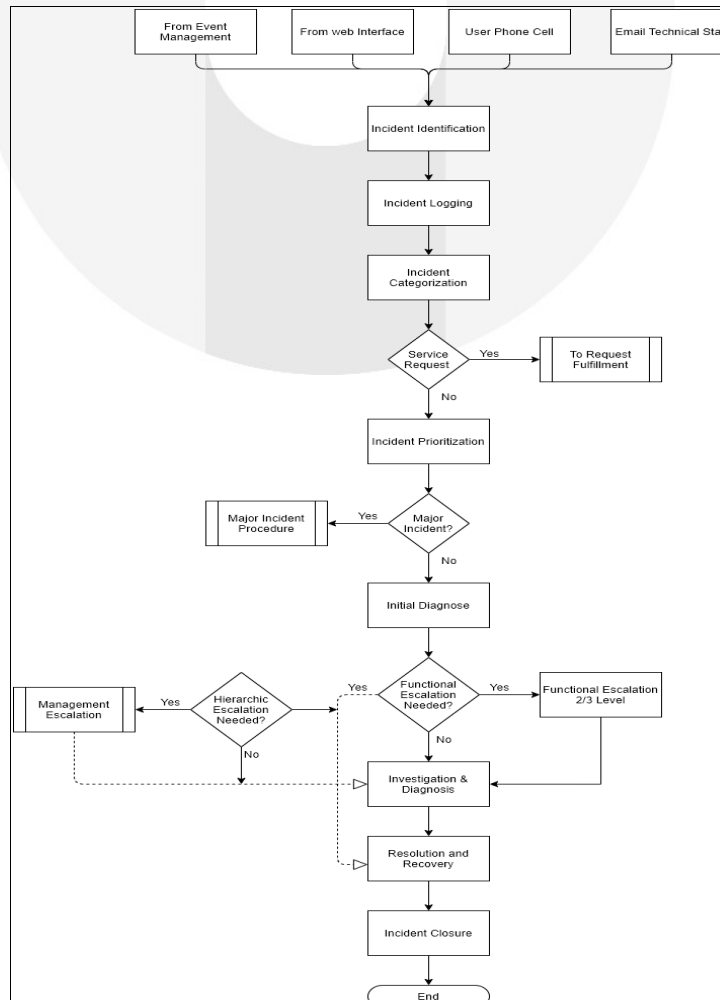 From Event
Management
From web Interface
User Phone Cell
Email Technical Sta
Incident Identification
Incident Logging
Incident
Categorization
Service
Request
Yes
To Request
Fulfillment
No
Incident Prioritization
Major Incident
Procedure
Yes
Major
Incident?
No
Initial Diagnose
Management
Escalation
Yes
Hierarchic
Escalation
Needed?
No
Yes
Functional
Escalation
Needed?
Yes
Functional Escalation
2/3 Level
No
Investigation &
Diagnosis
Resolution and
Recovery
Incident Closure
End